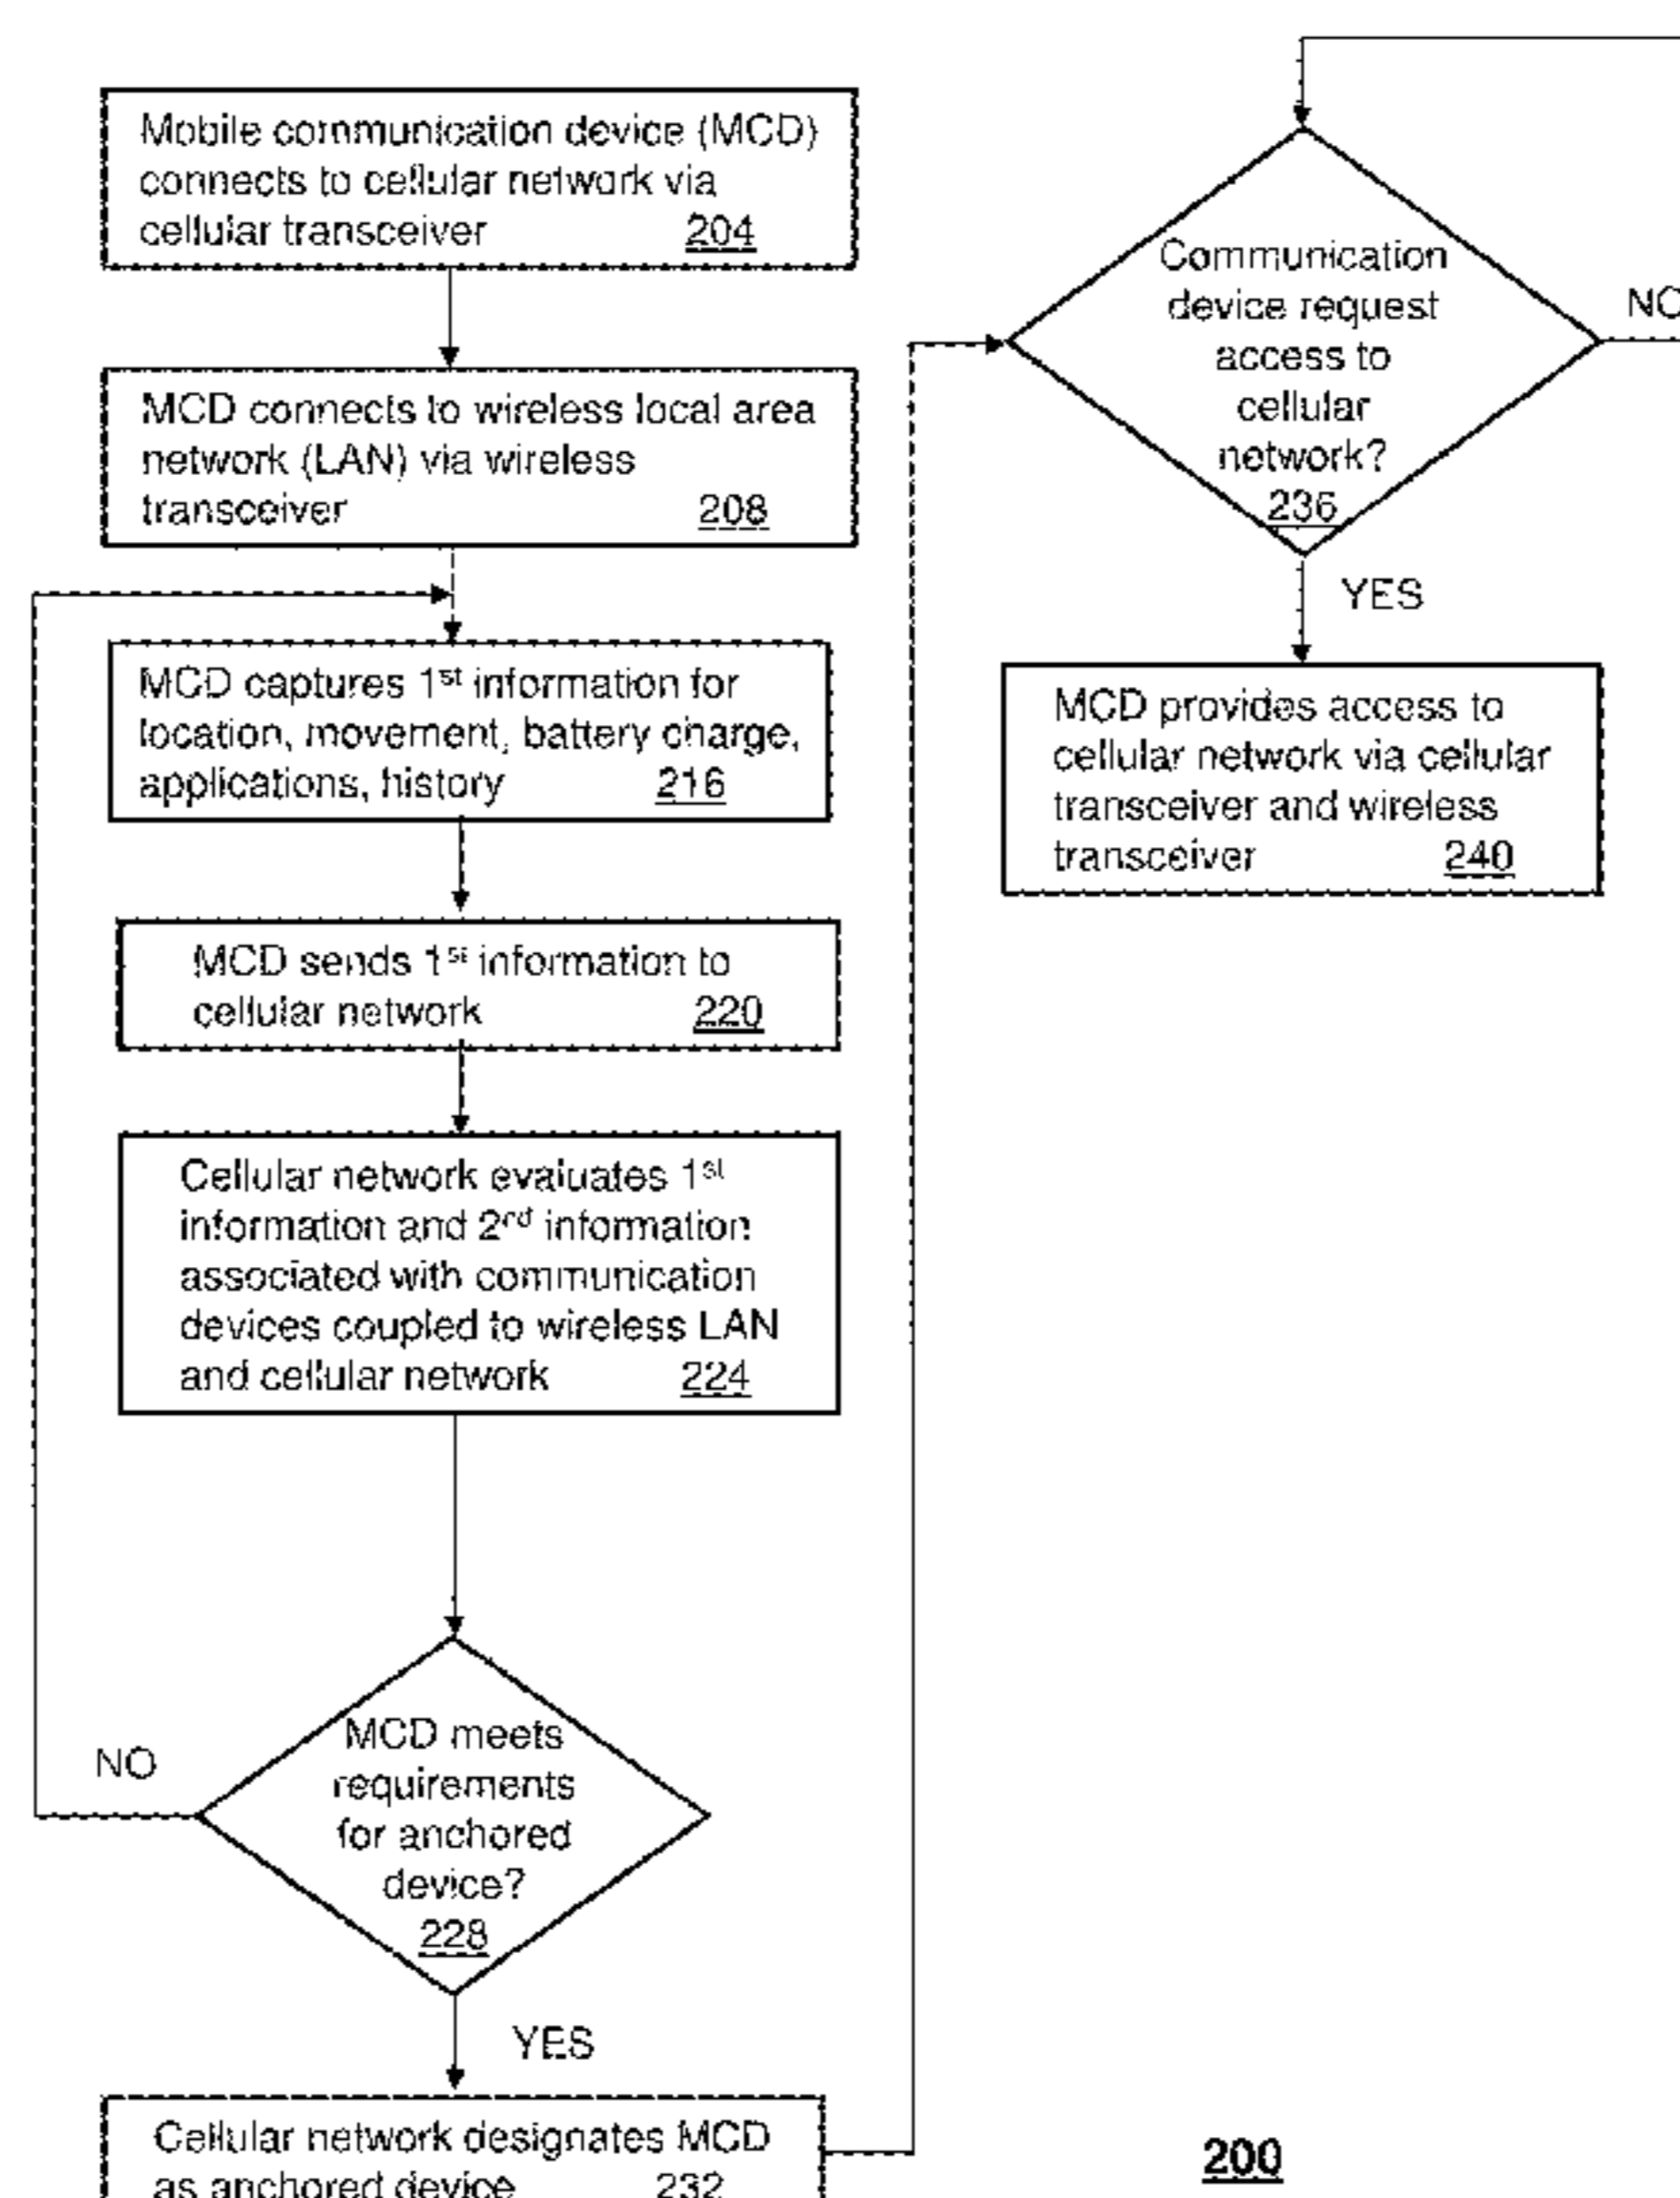 Mobile communication device (MCD)
connects to cellular network via
cellular transceiver 204
MCD connects to wireless local area
network (LAN) via wireless
transceiver 208
MCD captures 1st information for
location, movement, battery charge,
applications, history 216
MCD sends 1st information to
cellular network 220
Cellular network evaluates 1st
information and 2nd information
associated with communication
devices coupled to wireless LAN
and cellular network 224
MCD meets
requirements
for anchored
device?
228
NO
YES
Cellular network designates MCD
as anchored device 232
Communication
device request
access to
cellular
network?
236
NO
YES
MCD provides access to
cellular network via cellular
transceiver and wireless
transceiver 240
200